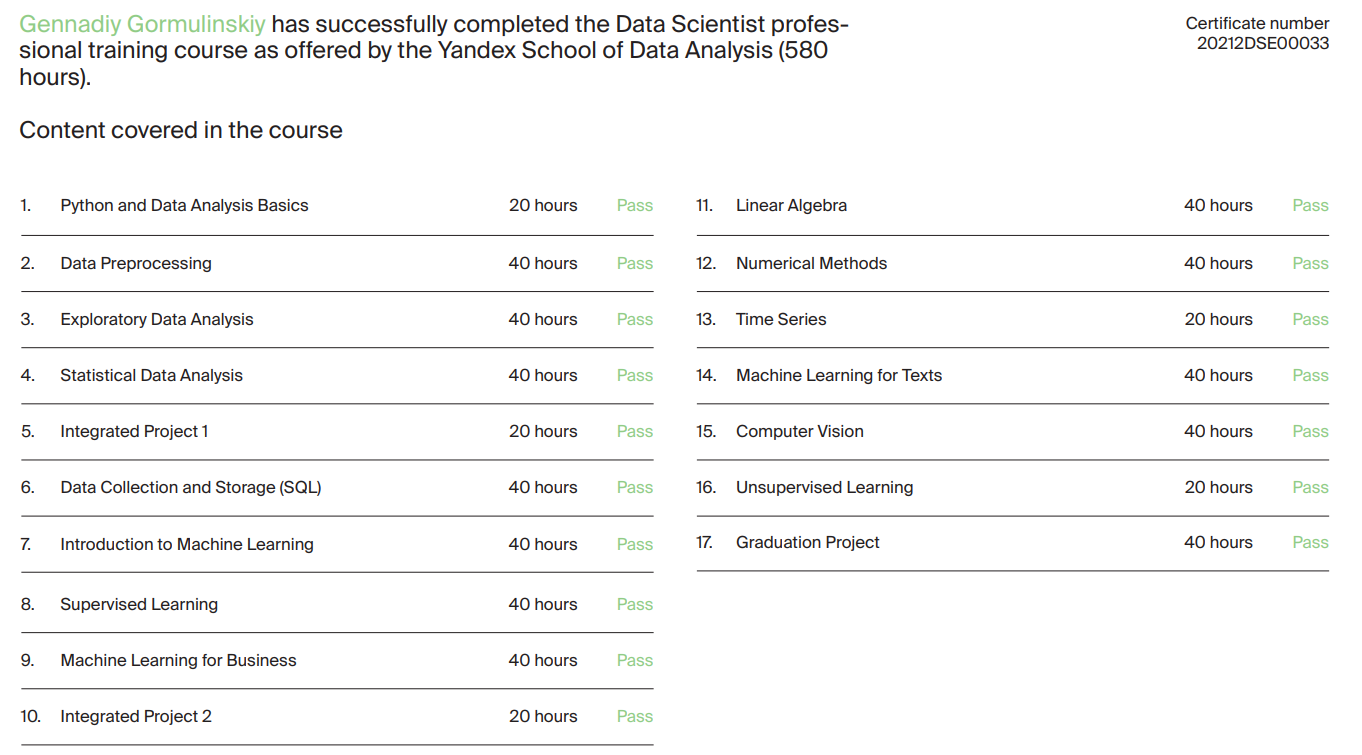 Gennadiy Gormulinskiy has successfully completed the Data Scientist profes-
sional training course as offered by the Yandex School of Data Analysis (580
hours).
Certificate number
20212DSE00033
Content covered in the course
1. Python and Data Analysis Basics 20 hours Pass
2. Data Preprocessing 40 hours Pass
3. Exploratory Data Analysis 40 hours Pass
4. Statistical Data Analysis 40 hours Pass
5. Integrated Project 1 20 hours Pass
6. Data Collection and Storage (SQL) 40 hours Pass
7. Introduction to Machine Learning 40 hours Pass
8. Supervised Learning 40 hours Pass
9. Machine Learning for Business 40 hours Pass
10. Integrated Project 2 20 hours Pass
11. Linear Algebra 40 hours Pass
12. Numerical Methods 40 hours Pass
13. Time Series 20 hours Pass
14. Machine Learning for Texts 40 hours Pass
15. Computer Vision 40 hours Pass
16. Unsupervised Learning 20 hours Pass
17. Graduation Project 40 hours Pass